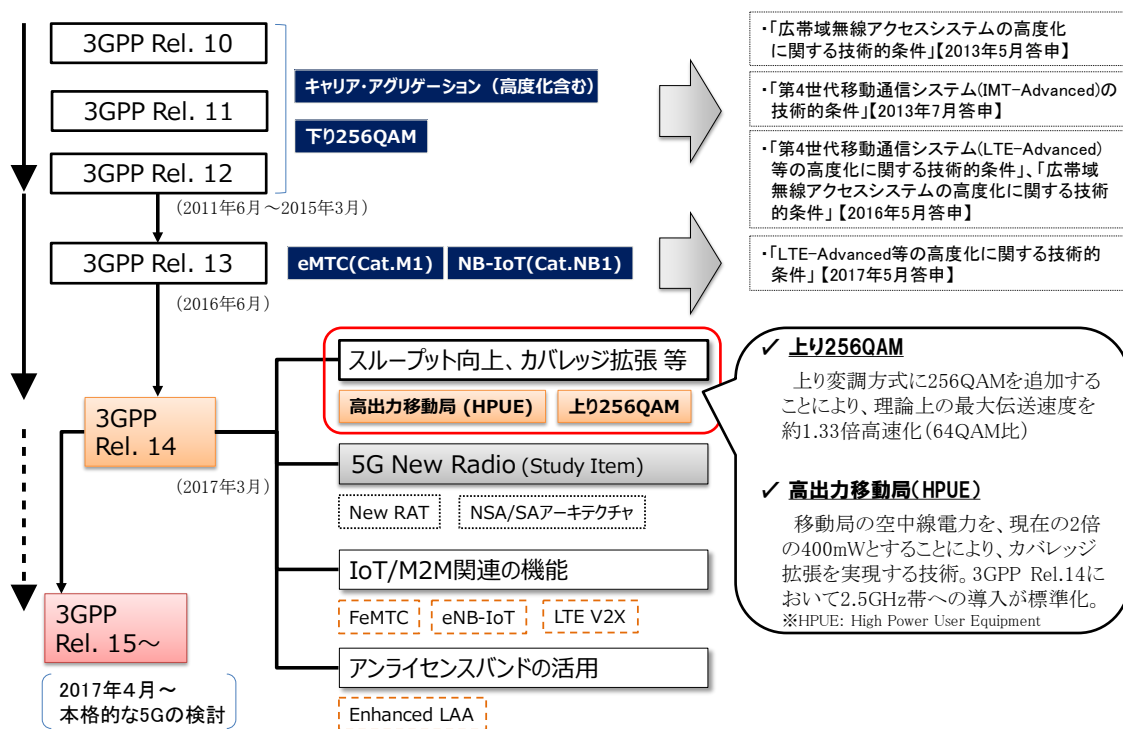 3GPP Rel. 10
3GPP Rel. 11
3GPP Rel. 12
(2011年6月～2015年3月)
キャリア・アグリゲーション（高度化含む）
下り256QAM
・「広帯域無線アクセスシステムの高度化
に関する技術的条件」【2013年5月答申】
・「第4世代移動通信システム(IMT-Advanced)の
技術的条件」【2013年7月答申】
・「第4世代移動通信システム(LTE-Advanced)
等の高度化に関する技術的条件」、「広帯域
無線アクセスシステムの高度化に関する技術
的条件」【2016年5月答申】
3GPP Rel. 13
(2016年6月)
eMTC(Cat.M1)
NB-IoT(Cat.NB1)
・「LTE-Advanced等の高度化に関する技術的
条件」【2017年5月答申】
3GPP
Rel. 14
(2017年3月)
スループット向上、カバレッジ拡張 等
高出力移動局 (HPUE)
上り256QAM
5G New Radio (Study Item)
New RAT
NSA/SAアーキテクチャ
IoT/M2M関連の機能
FeMTC
eNB-IoT
LTE V2X
アンライセンスバンドの活用
Enhanced LAA
3GPP
Rel. 15～
2017年4月～
本格的な5Gの検討
✓ 上り256QAM
上り変調方式に256QAMを追加する
ことにより、理論上の最大伝送速度を
約1.33倍高速化（64QAM比）
✓ 高出力移動局(HPUE)
移動局の空中線電力を、現在の2倍
の400mWとすることにより、カバレッジ
拡張を実現する技術。3GPP Rel.14に
おいて2.5GHz帯への導入が標準化。
※HPUE: High Power User Equipment